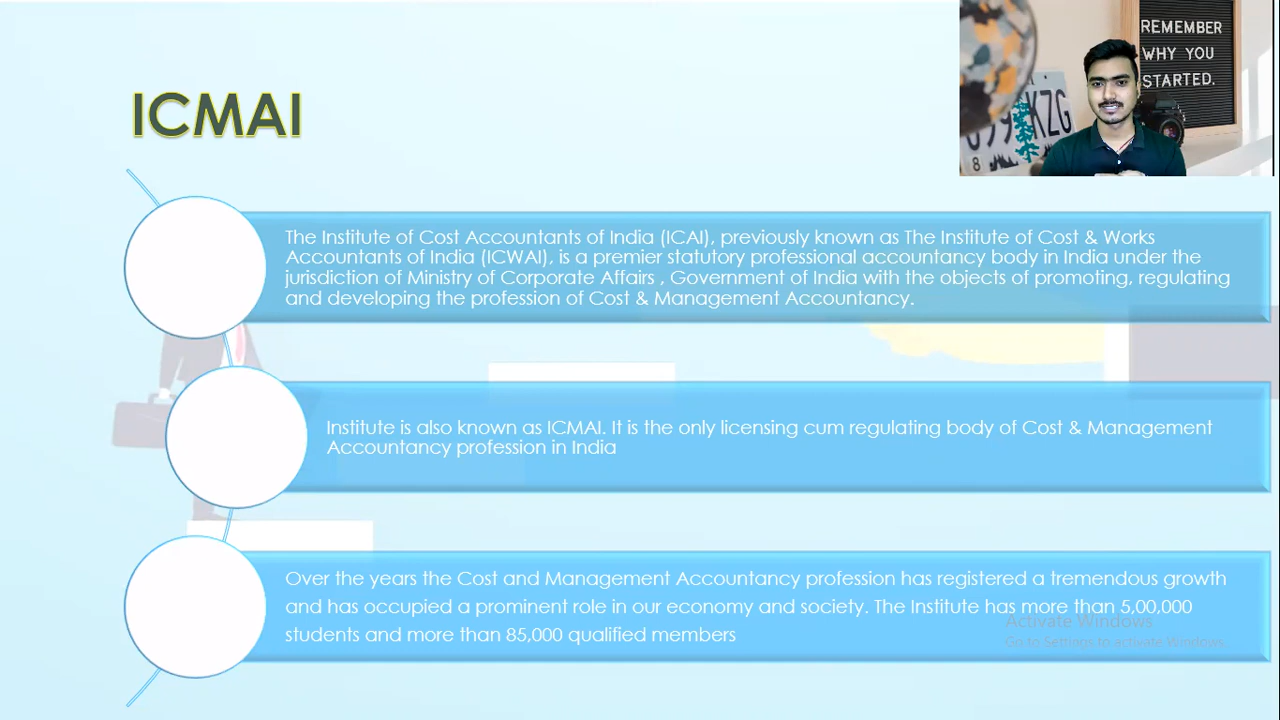 ICMAI
REMEMBER
WHY YOU
STARTED.
KZG
8
The Institute of Cost Accountants of India (ICAI), previously known as The Institute of Cost & Works
Accountants of India (ICWAI), is a premier statutory professional accountancy body in India under the
jurisdiction of Ministry of Corporate Affairs , Government of India with the objects of promoting, regulating
and developing the profession of Cost & Management Accountancy.
Institute is also known as ICMAI. It is the only licensing cum regulating body of Cost & Management
Accountancy profession in India
Over the years the Cost and Management Accountancy profession has registered a tremendous growth
and has occupied a prominent role in our economy and society. The Institute has more than 5,00,000
students and more than 85,000 qualified members
Activate Windows
Go to Settings to activate Windows.